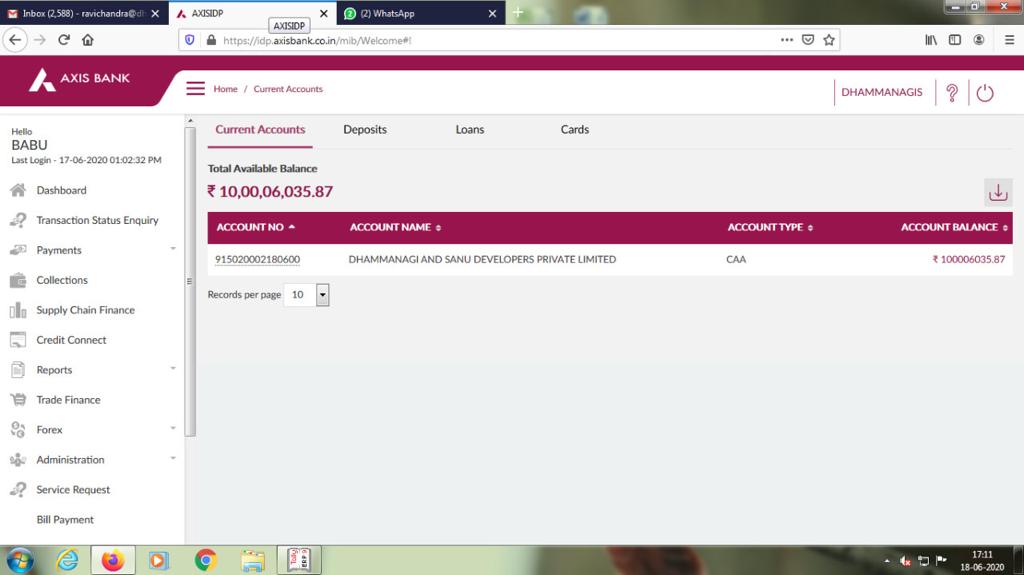 Inbox (2,588) - ravichandra@dh
AXISIDP
(2) WhatsApp
AXISIDP
https://idp.axisbank.co.in/mib/Welcome#!
AXIS BANK
Home / Current Accounts
DHAMMANAGIS
Hello
BABU
Last Login - 17-06-2020 01:02:32 PM
Dashboard
Transaction Status Enquiry
Payments
Collections
Supply Chain Finance
Credit Connect
Reports
Trade Finance
Forex
Administration
Service Request
Bill Payment
Current Accounts Deposits Loans Cards
Total Available Balance
₹ 10,00,06,035.87
ACCOUNT NO ACCOUNT NAME ACCOUNT TYPE ACCOUNT BALANCE
915020002180600 DHAMMANAGI AND SANU DEVELOPERS PRIVATE LIMITED CAA ₹ 100006035.87
Records per page 10
Tally
ERP 9
17:11
18-06-2020